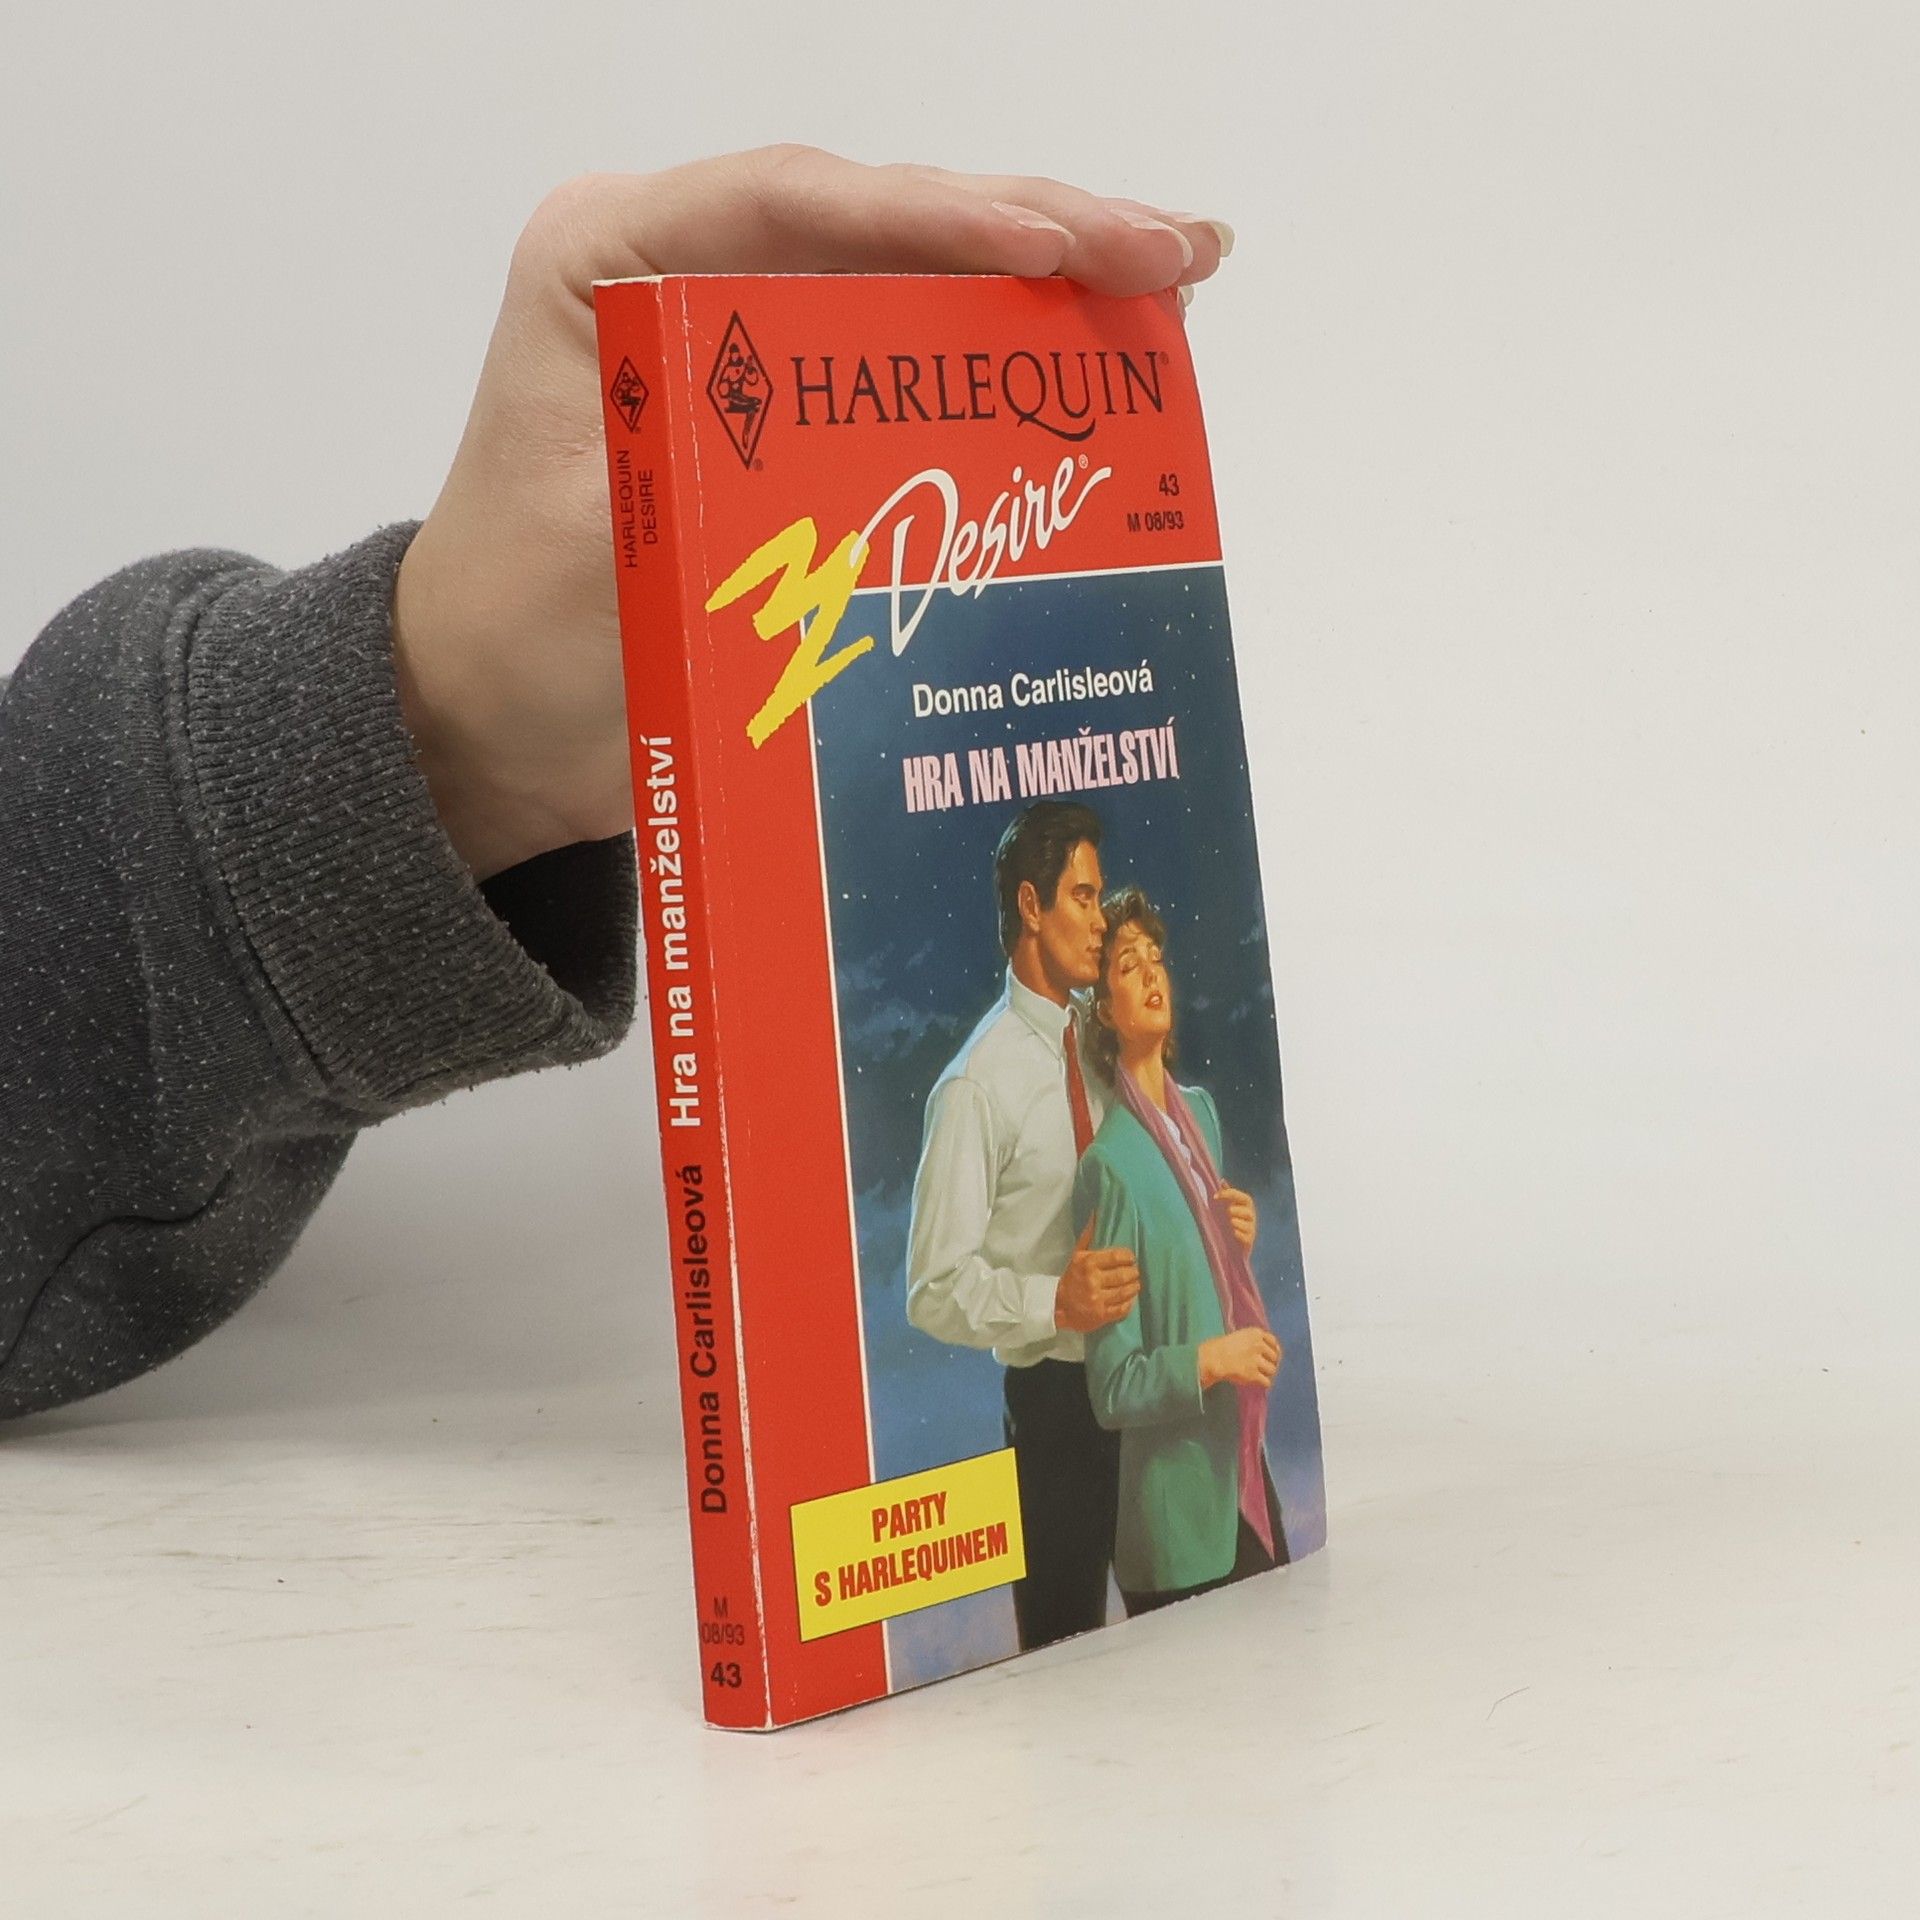 HARLEQUIN
Desire
43
M 08/93
Donna Carlisleová
HRA NA MANŽELSTVÍ
PARTY
S HARLEQUINEM
HARLEQUIN
DESIRE
Donna Carlisleová Hra na manželství
M
08/93
43